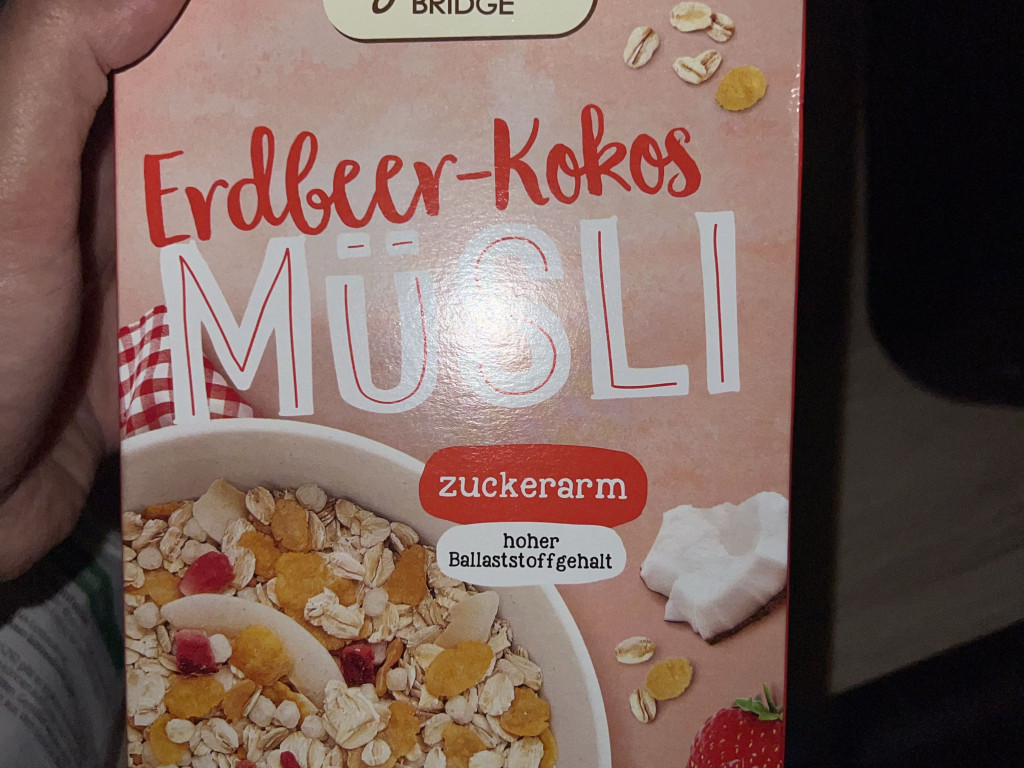 BRIDGE
Erdbeer-Kokos
MÜSLI
zuckerarm
hoher
Ballaststoffgehalt